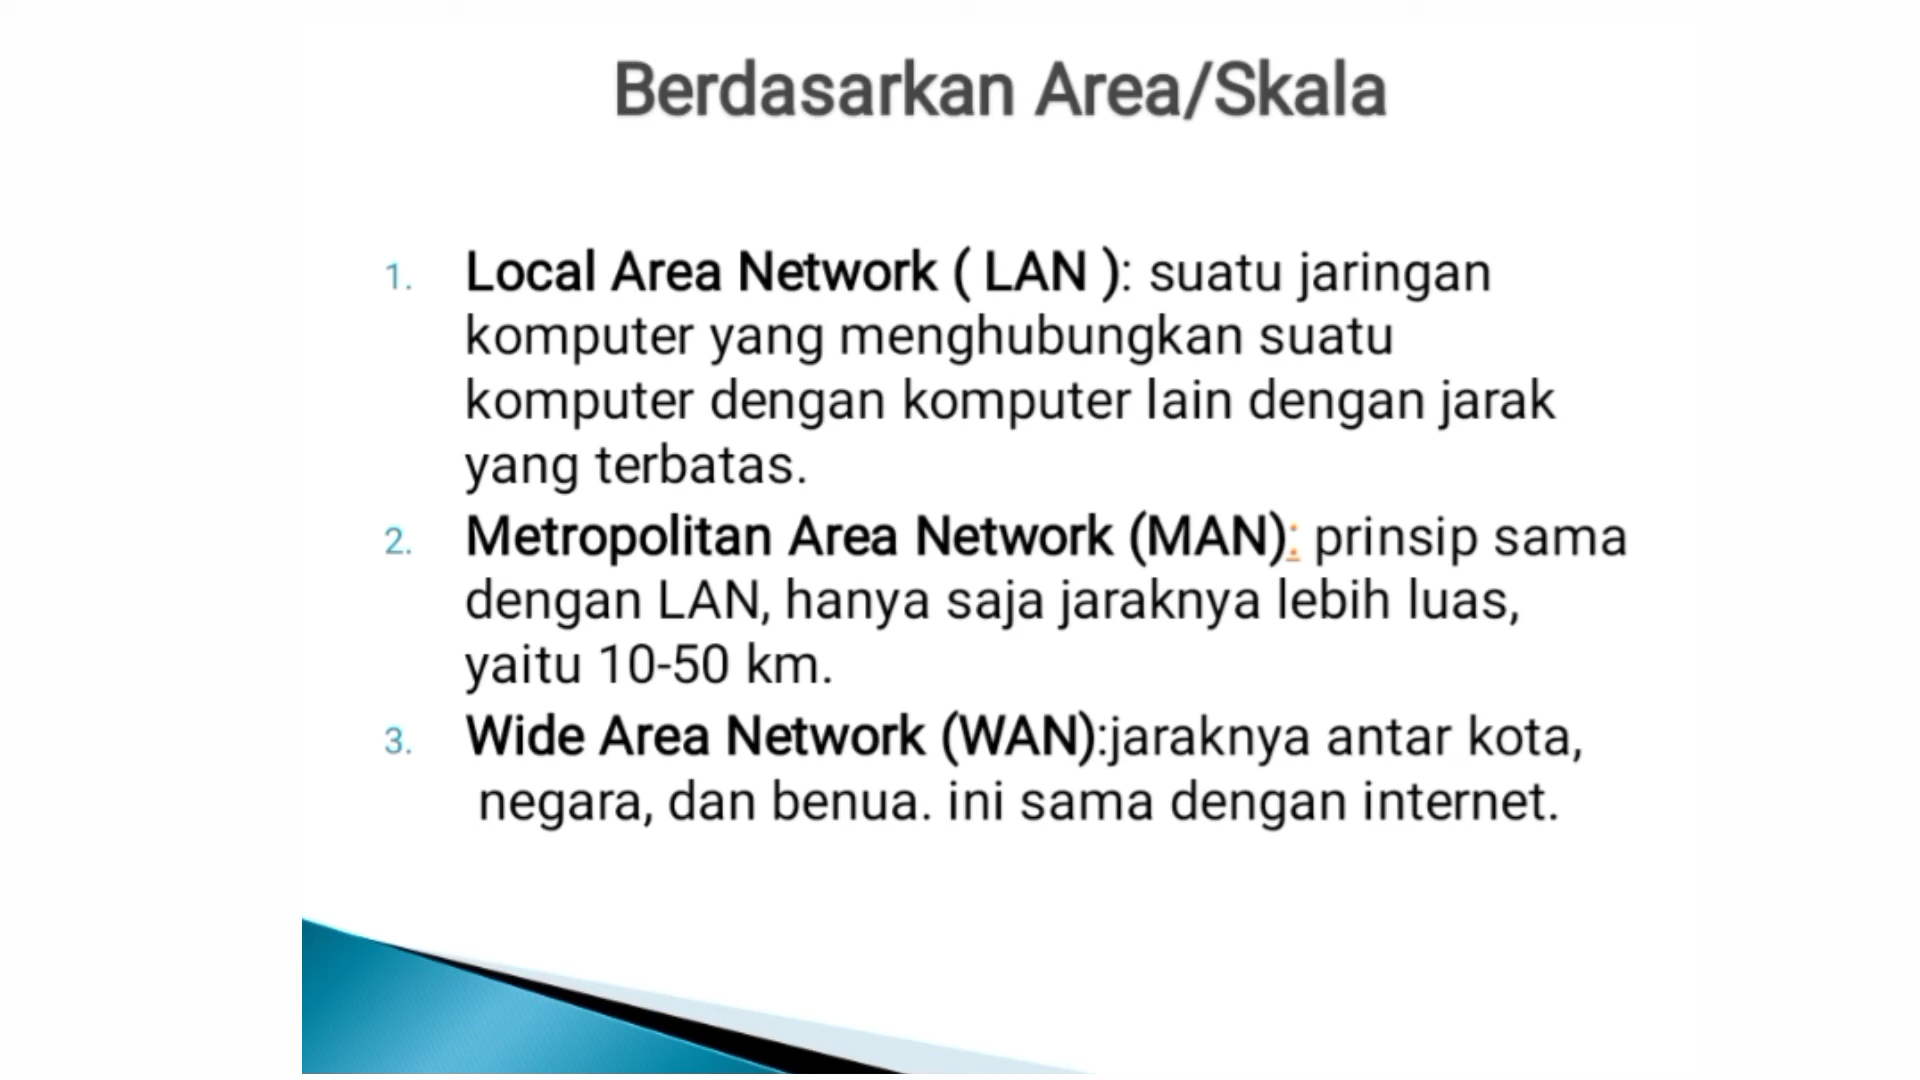 Berdasarkan Area/Skala
1. Local Area Network ( LAN ): suatu jaringan
komputer yang menghubungkan suatu
komputer dengan komputer lain dengan jarak
yang terbatas.
2. Metropolitan Area Network (MAN): prinsip sama
dengan LAN, hanya saja jaraknya lebih luas,
yaitu 10-50 km.
3. Wide Area Network (WAN):jaraknya antar kota,
negara, dan benua. ini sama dengan internet.